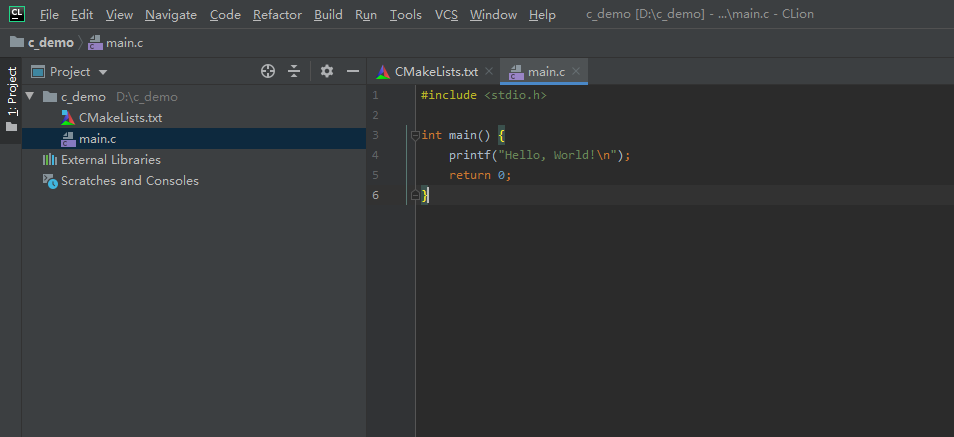 CL File Edit View Navigate Code Refactor Build Run Tools VCS Window Help c_demo [D:\c_demo] - ...\main.c - CLion
c_demo main.c
1: Project
Project
c_demo D:\c_demo
CMakeLists.txt
main.c
External Libraries
Scratches and Consoles
CMakeLists.txt main.c
1 #include <stdio.h>
2
3 int main() {
4 printf("Hello, World!\n");
5 return 0;
6 }